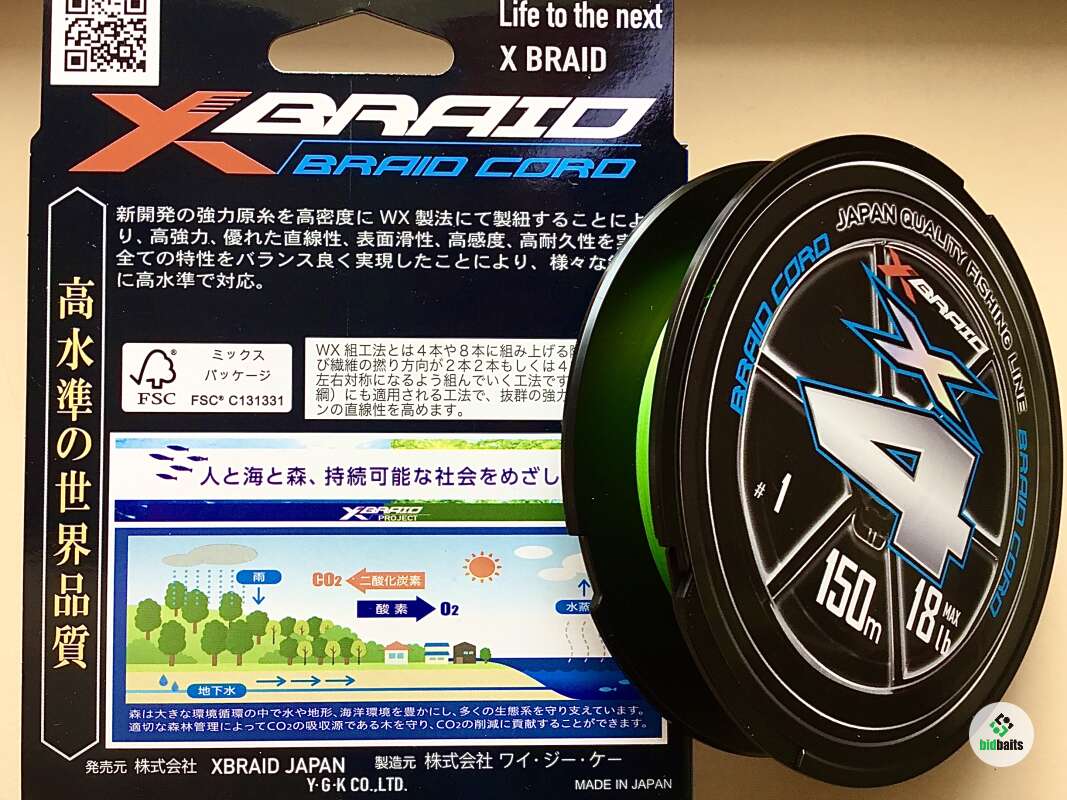 Life to the next
X BRAID
XBRAID
BRAID CORD
新開発の強力原糸を高密度に WX 製法にて製紐することによ
り、高強力、優れた直線性、表面滑性、高感度、高耐久性を実
全ての特性をバランス良く実現したことにより、様々な
に高水準で対応。
高水準の世界品質
FSC
ミックス
パッケージ
FSC® C131331
WX 組工法とは４本や８本に組み上げる
び繊維の撚り方向が２本２本もしくは４
左右対称になるよう組んでいく工法です
綱）にも適用される工法で、抜群の強力
ンの直線性を高めます。
人と海と森、持続可能な社会をめざし
XBRAID
PROJECT
雨
CO2 二酸化炭素
酸素 O2
水蒸
地下水
森は大きな環境循環の中で水や地形、海洋環境を豊かにし、多くの生態系を守り支えています。
適切な森林管理によってCO2の吸収源である木を守り、CO2の削減に貢献することができます。
発売元 株式会社 XBRAID JAPAN 製造元 株式会社 ワイ・ジー・ケー
Y·G·K CO.,LTD.
MADE IN JAPAN
JAPAN QUALITY FISHING LINE
BRAID CORD
XBRAID
X
4
BRAID CORD
#1
150m
MAX
18lb
bidbaits